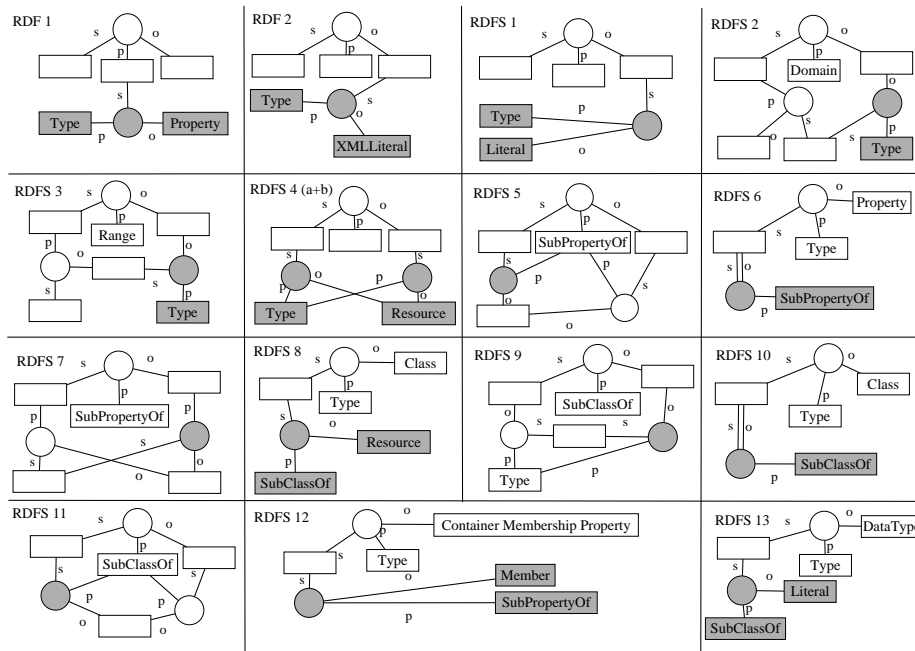 RDF 1
s
p
o
s
Type
p
o
Property
RDF 2
s
p
o
s
Type
p
o
XMLLiteral
RDFS 1
s
p
o
s
Type
p
Literal
o
RDFS 2
s
p
o
Domain
p
o
o
s
s
p
Type
RDFS 3
s
p
o
Range
p
o
o
s
s
p
Type
RDFS 4 (a+b)
s
p
o
s
s
p
o
p
o
Type
Resource
RDFS 5
s
p
o
SubPropertyOf
s
p
p
s
o
o
RDFS 6
s
p
o
Property
Type
s
o
p
SubPropertyOf
RDFS 7
s
p
o
SubPropertyOf
p
p
s
o
s
o
RDFS 8
s
p
o
Class
Type
s
o
Resource
p
SubClassOf
RDFS 9
s
p
o
SubClassOf
o
o
s
s
p
Type
p
RDFS 10
s
p
o
Class
Type
s
o
p
SubClassOf
RDFS 11
s
p
o
SubClassOf
s
s
p
p
o
o
RDFS 12
s
p
o
Container Membership Property
Type
s
o
Member
SubPropertyOf
p
RDFS 13
s
p
o
DataType
Type
s
o
Literal
p
SubClassOf